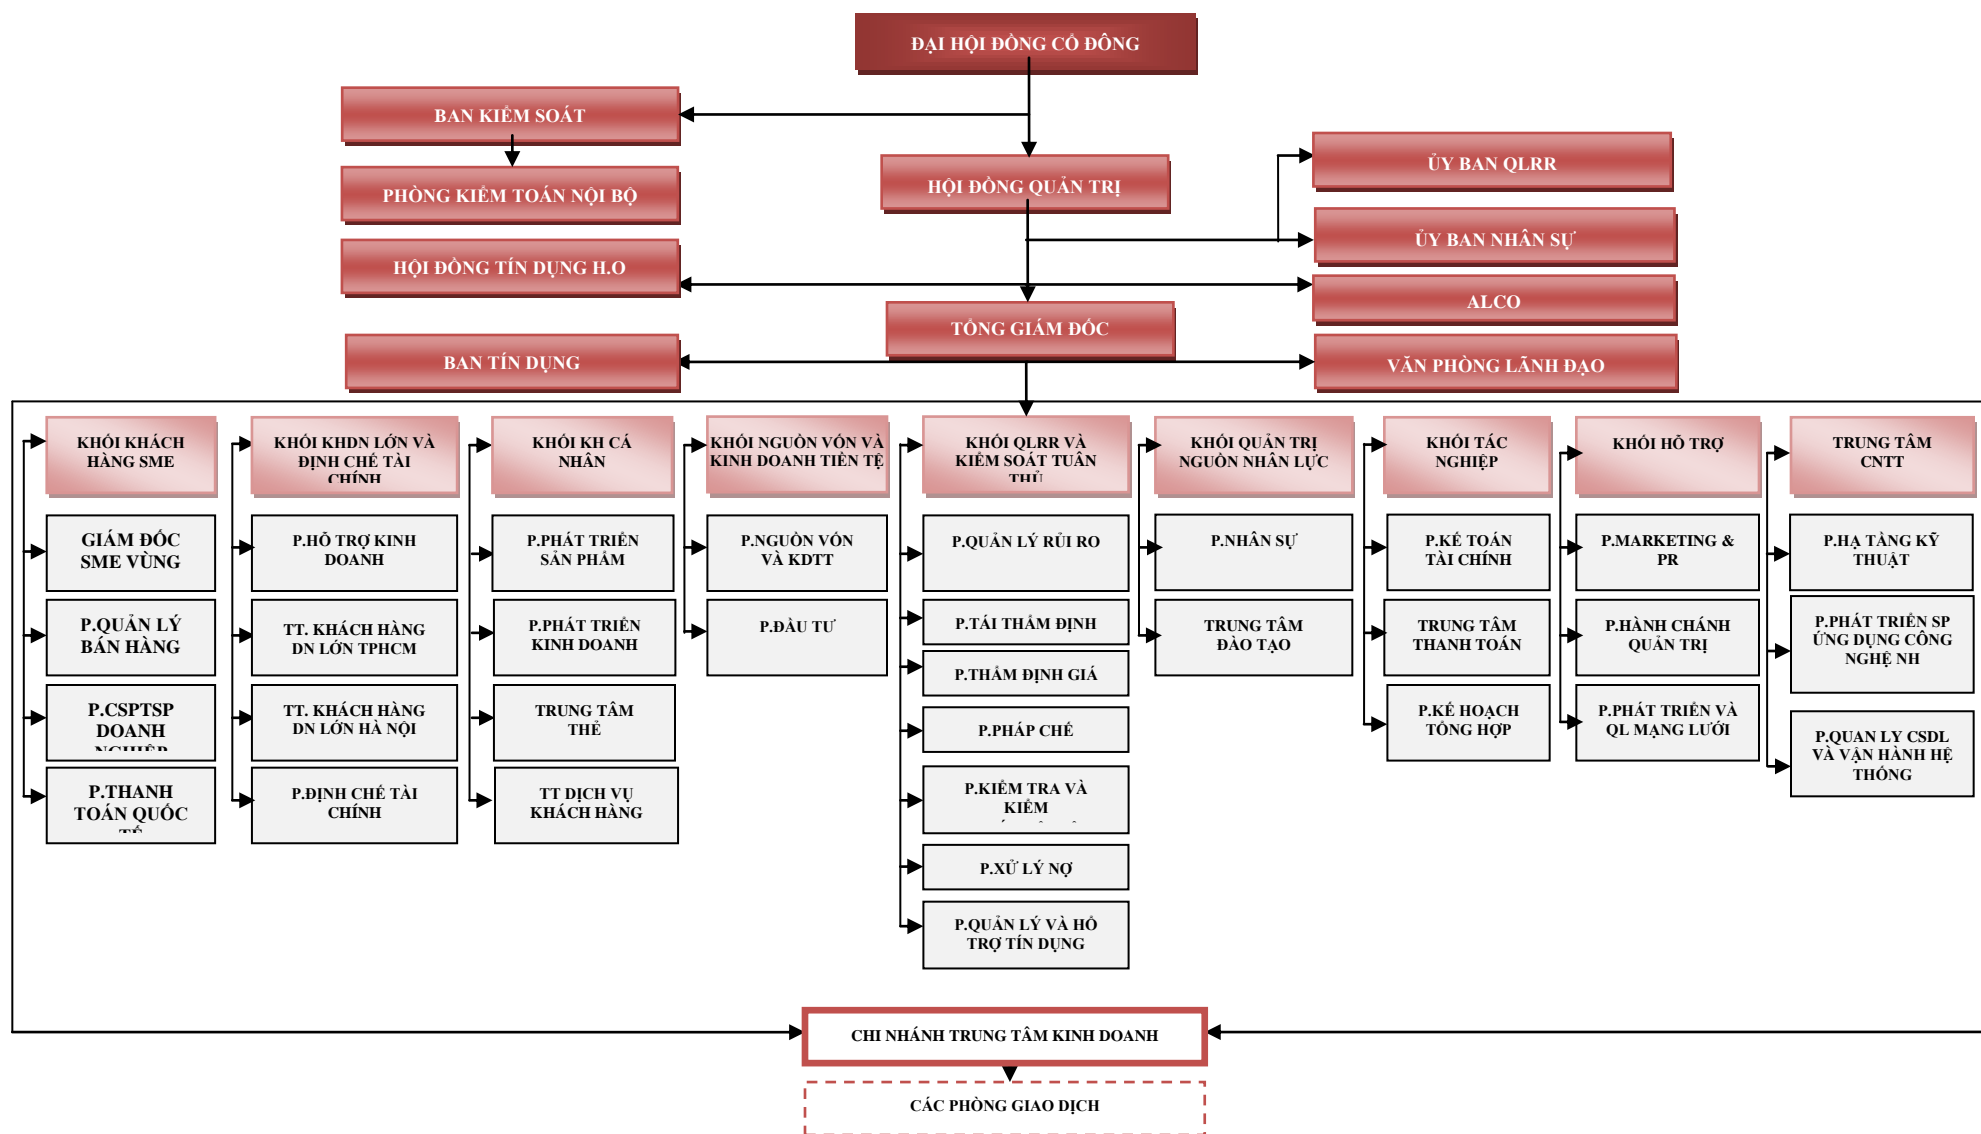 ĐẠI HỘI ĐỒNG CỔ ĐÔNG
BAN KIỂM SOÁT
ỦY BAN QLRR
HỘI ĐỒNG QUẢN TRỊ
PHÒNG KIỂM TOÁN NỘI BỘ
ỦY BAN NHÂN SỰ
HỘI ĐỒNG TÍN DỤNG H.O
ALCO
TỔNG GIÁM ĐỐC
BAN TÍN DỤNG
VĂN PHÒNG LÃNH ĐẠO
KHỐI KHÁCH
HÀNG SME
GIÁM ĐỐC
SME VÙNG
P.QUẢN LÝ
BÁN HÀNG
P.CSPTSP
DOANH
NGHIỆP
P.THANH
TOÁN QUỐC
TẾ
KHỐI KHDN LỚN VÀ
ĐỊNH CHẾ TÀI
CHÍNH
P.HỖ TRỢ KINH
DOANH
TT. KHÁCH HÀNG
DN LỚN TPHCM
TT. KHÁCH HÀNG
DN LỚN HÀ NỘI
P.ĐỊNH CHẾ TÀI
CHÍNH
KHỐI KH CÁ
NHÂN
P.PHÁT TRIỂN
SẢN PHẨM
P.PHÁT TRIỂN
KINH DOANH
TRUNG TÂM
THẺ
TT DỊCH VỤ
KHÁCH HÀNG
KHỐI NGUỒN VỐN VÀ
KINH DOANH TIỀN TỆ
P.NGUỒN VỐN
VÀ KDTT
P.ĐẦU TƯ
KHỐI QLRR VÀ
KIỂM SOÁT TUÂN
THỦ
P.QUẢN LÝ RỦI RO
P.TÁI THẨM ĐỊNH
P.THẨM ĐỊNH GIÁ
P.PHÁP CHẾ
P.KIỂM TRA VÀ
KIỂM
P.XỬ LÝ NỢ
P.QUẢN LÝ VÀ HỖ
TRỢ TÍN DỤNG
KHỐI QUẢN TRỊ
NGUỒN NHÂN LỰC
P.NHÂN SỰ
TRUNG TÂM
ĐÀO TẠO
KHỐI TÁC
NGHIỆP
P.KẾ TOÁN
TÀI CHÍNH
TRUNG TÂM
THANH TOÁN
P.KẾ HOẠCH
TỔNG HỢP
KHỐI HỖ TRỢ
P.MARKETING &
PR
P.HÀNH CHÁNH
QUẢN TRỊ
P.PHÁT TRIỂN VÀ
QL MẠNG LƯỚI
TRUNG TÂM
CNTT
P.HẠ TẦNG KỸ
THUẬT
P.PHÁT TRIỂN SP
ỨNG DỤNG CÔNG
NGHỆ NH
P.QUAN LY CSDL
VÀ VẬN HÀNH HỆ
THỐNG
CHI NHÁNH TRUNG TÂM KINH DOANH
CÁC PHÒNG GIAO DỊCH